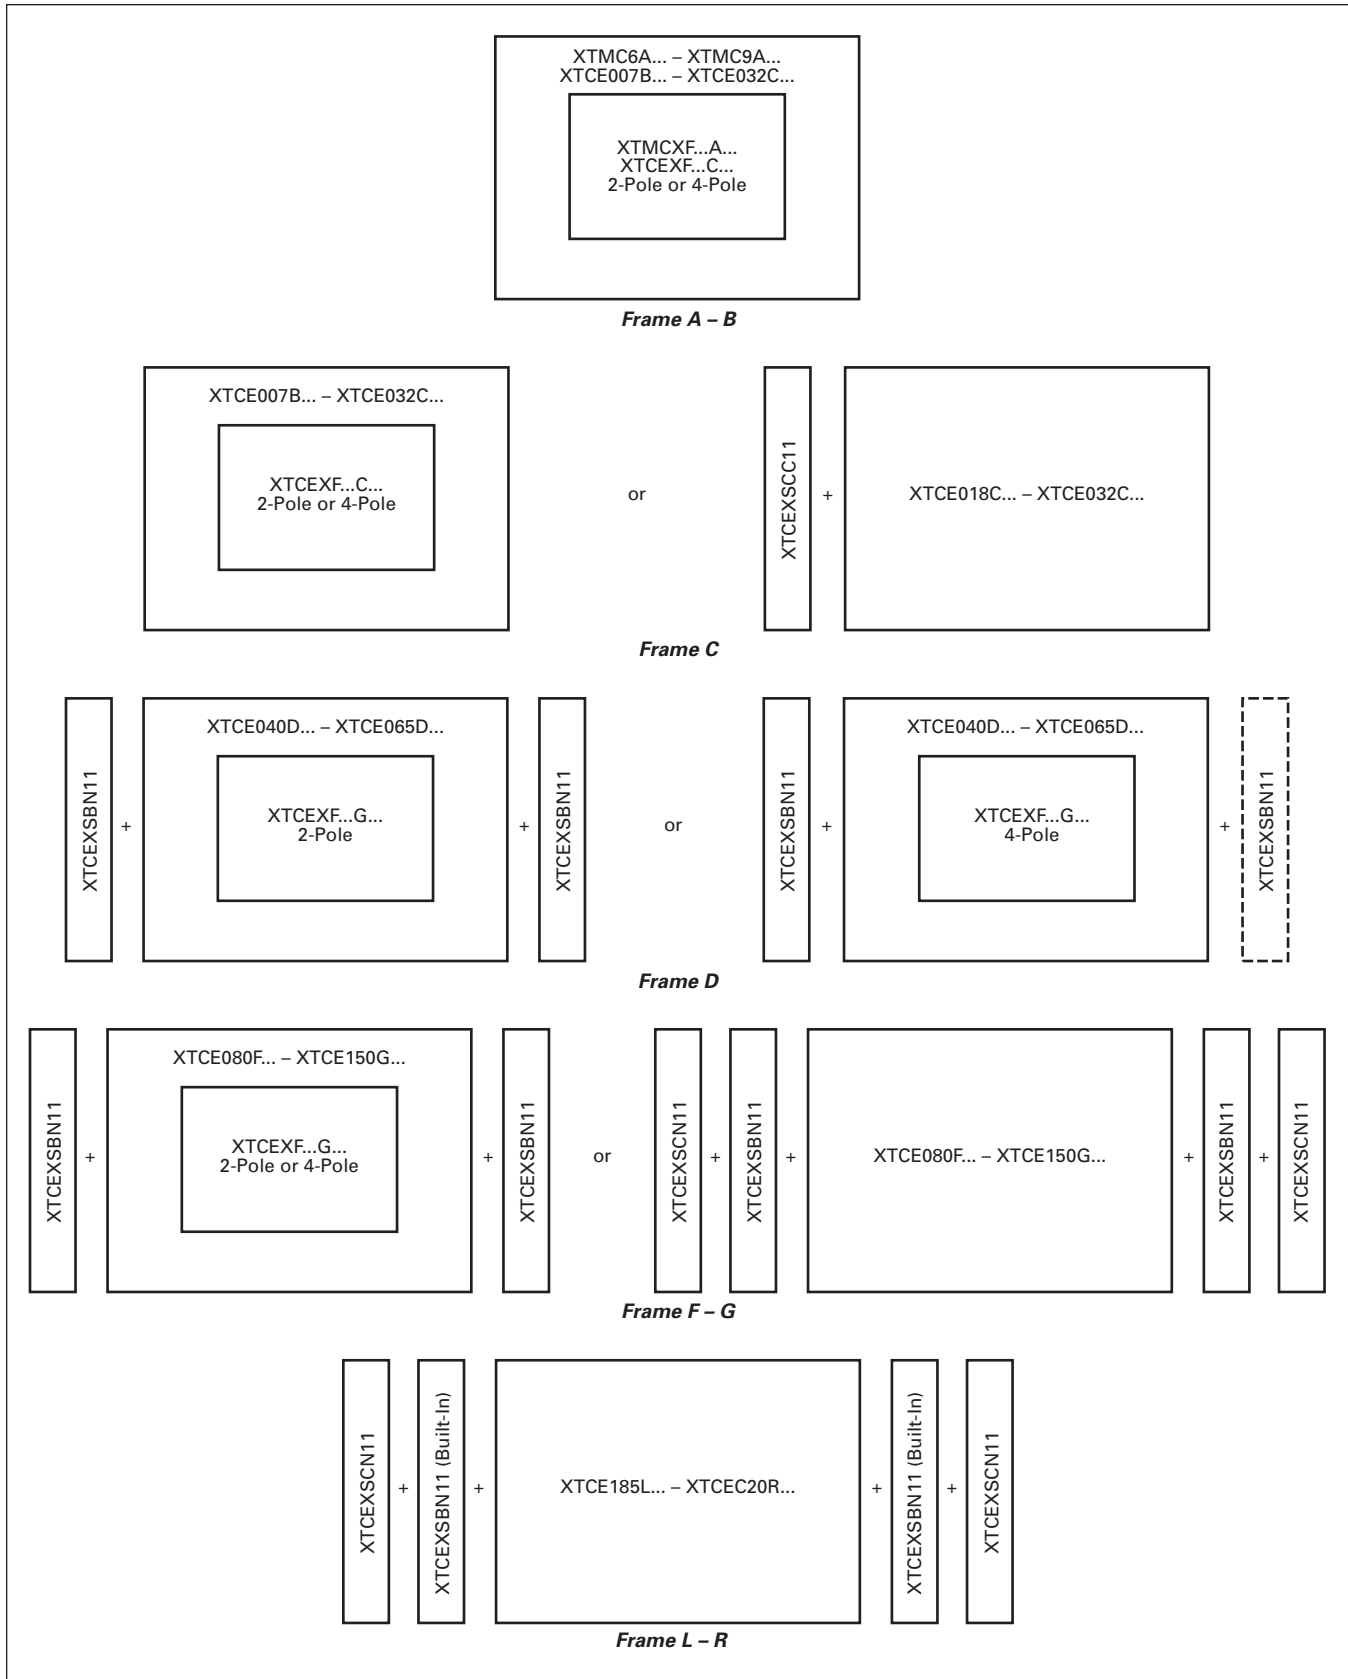 XTMC6A... – XTMC9A...
XTCE007B... – XTCE032C...
XTMCXF...A...
XTCEXF...C...
2-Pole or 4-Pole
Frame A – B
XTCE007B... – XTCE032C...
XTCEXF...C...
2-Pole or 4-Pole
or
XTCEXSCC11
+
XTCE018C... – XTCE032C...
Frame C
XTCEXSBN11
+
XTCE040D... – XTCE065D...
XTCEXF...G...
2-Pole
+
XTCEXSBN11
or
XTCEXSBN11
+
XTCE040D... – XTCE065D...
XTCEXF...G...
4-Pole
+
XTCEXSBN11
Frame D
XTCEXSBN11
+
XTCE080F... – XTCE150G...
XTCEXF...G...
2-Pole or 4-Pole
+
XTCEXSBN11
or
XTCEXSCN11
+
XTCEXSBN11
+
XTCE080F... – XTCE150G...
+
XTCEXSBN11
+
XTCEXSCN11
Frame F – G
XTCEXSCN11
+
XTCEXSBN11 (Built-In)
+
XTCE185L... – XTCEC20R...
+
XTCEXSBN11 (Built-In)
+
XTCEXSCN11
Frame L – R